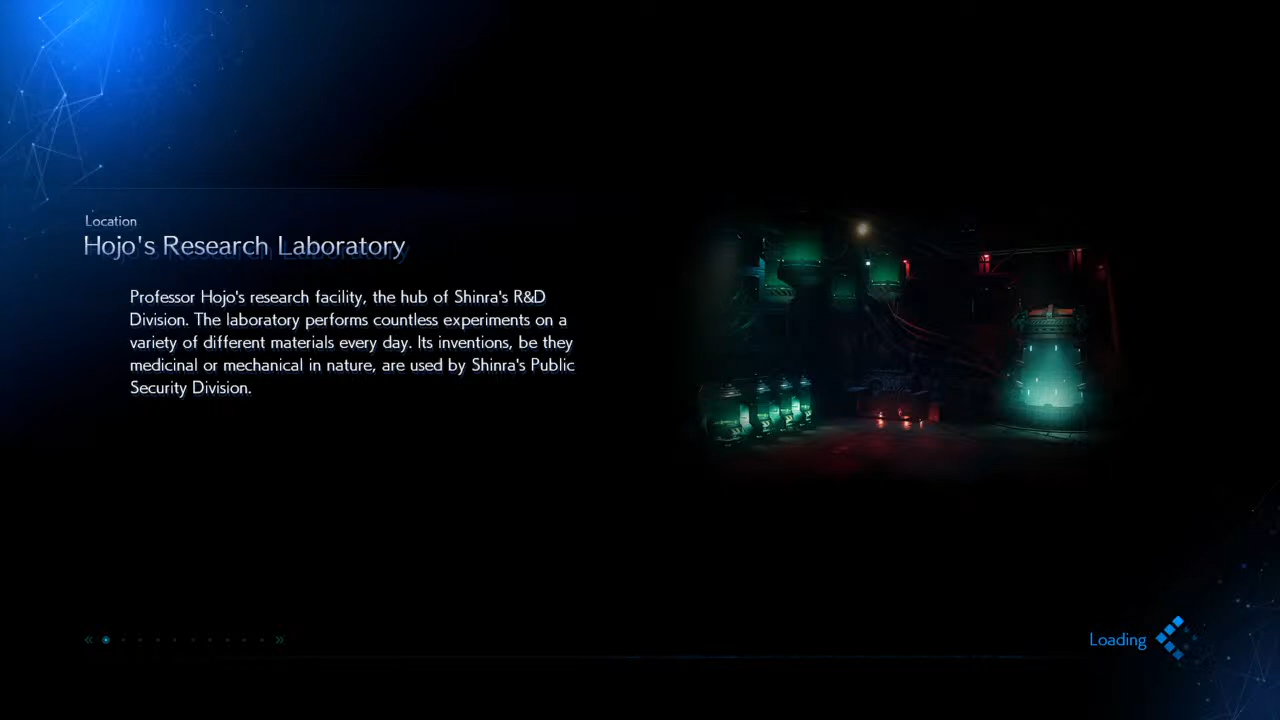 Location
Hojo's Research Laboratory
Professor Hojo's research facility, the hub of Shinra's R&D
Division. The laboratory performs countless experiments on a
variety of different materials every day. Its inventions, be they
medicinal or mechanical in nature, are used by Shinra's Public
Security Division.
Loading